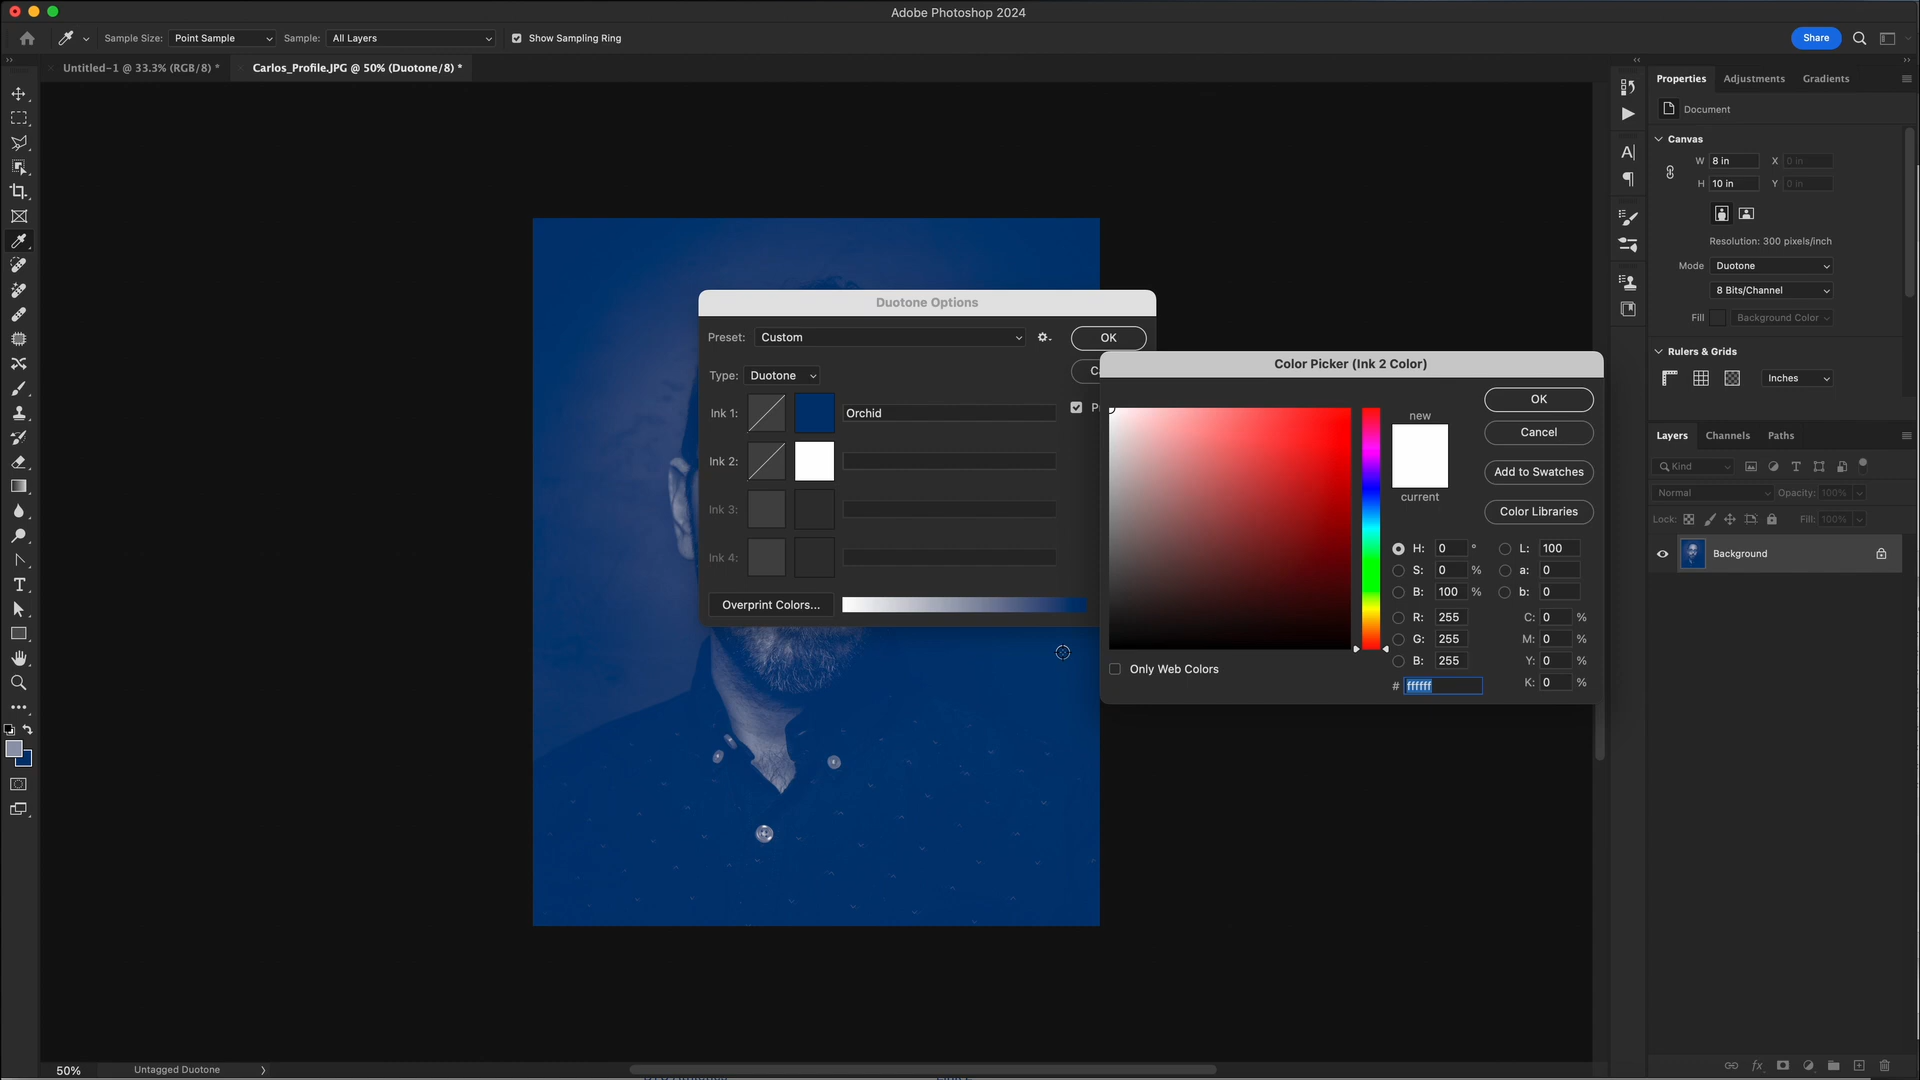 Adobe Photoshop 2024
Sample Size: Point Sample Sample: All Layers Show Sampling Ring Share
Untitled-1 @ 33.3% (RGB/8) * Carlos_Profile.JPG @ 50% (Duotone/8) *
Properties Adjustments Gradients
Document
Canvas
W 8 in X 0 in
H 10 in Y 0 in
Resolution: 300 pixels/inch
Mode Duotone
8 Bits/Channel
Fill Background Color
Rulers & Grids
Inches
Layers Channels Paths
Kind
Normal Opacity: 100%
Lock: Fill: 100%
Background
Duotone Options
Preset: Custom OK
Type: Duotone C
Ink 1: Orchid P
Ink 2:
Ink 3:
Ink 4:
Overprint Colors...
Color Picker (Ink 2 Color)
new
current
OK
Cancel
Add to Swatches
Color Libraries
H: 0 ° L: 100
S: 0 % a: 0
B: 100 % b: 0
R: 255 C: 0 %
G: 255 M: 0 %
B: 255 Y: 0 %
# ffffff K: 0 %
Only Web Colors
50% Untagged Duotone